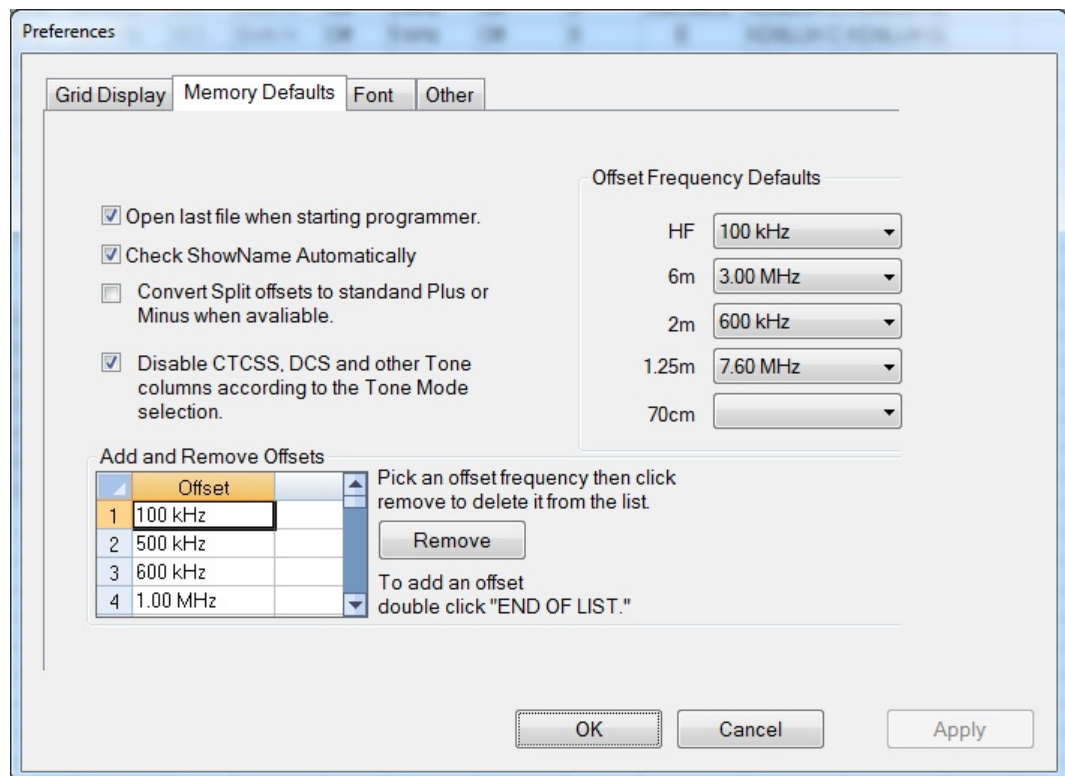 Preferences
Grid Display
Memory Defaults
Font
Other
Open last file when starting programmer.
Check ShowName Automatically
Convert Split offsets to standand Plus or
Minus when avaliable.
Disable CTCSS, DCS and other Tone
columns according to the Tone Mode
selection.
Offset Frequency Defaults
HF 100 kHz
6m 3.00 MHz
2m 600 kHz
1.25m 7.60 MHz
70cm
Add and Remove Offsets
Offset
1 100 kHz
2 500 kHz
3 600 kHz
4 1.00 MHz
Pick an offset frequency then click
remove to delete it from the list.
Remove
To add an offset
double click "END OF LIST."
OK
Cancel
Apply